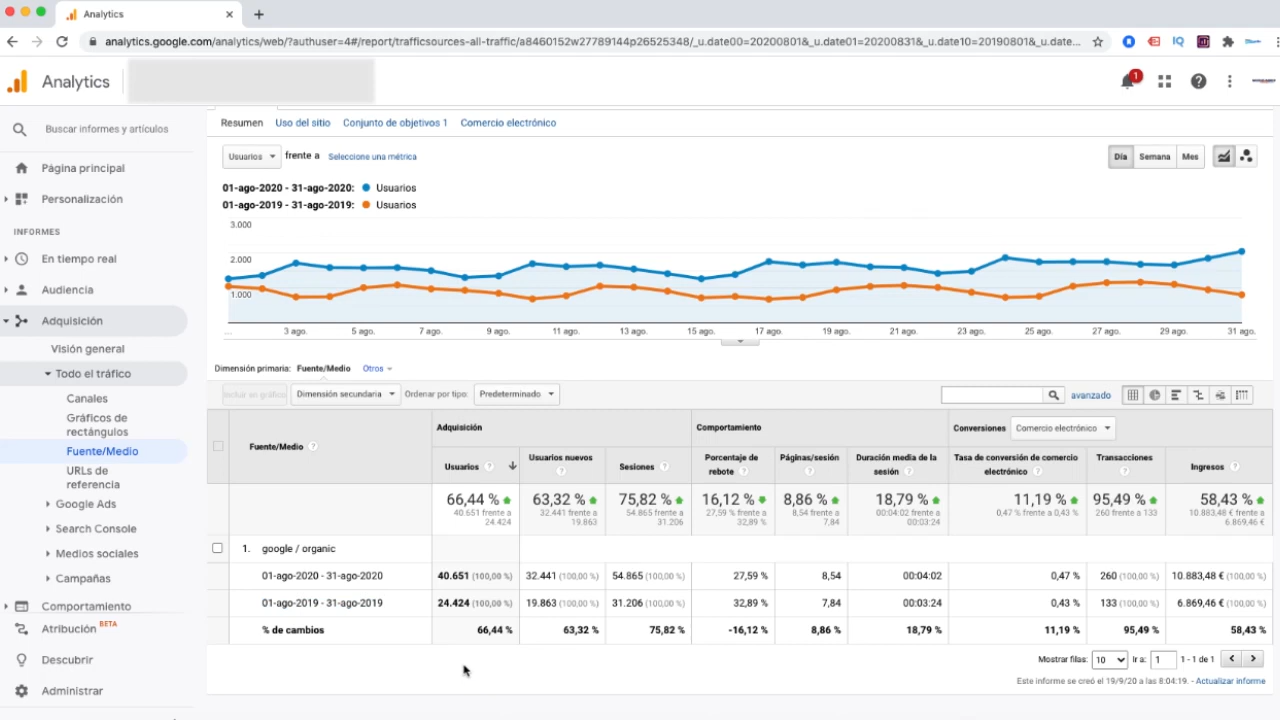 Analytics
analytics.google.com/analytics/web/?authuser=4#/report/trafficsources-all-traffic/a8460152w27789144p26525348/_u.date00=20200801&_u.date01=20200831&_u.date10=20190801&_u.date...
IQ
Analytics
1
Buscar informes y artículos
Página principal
Personalización
INFORMES
En tiempo real
Audiencia
Adquisición
Visión general
Todo el tráfico
Canales
Gráficos de
rectángulos
Fuente/Medio
URLs de
referencia
Google Ads
Search Console
Medios sociales
Campañas
Comportamiento
Atribución BETA
Descubrir
Administrar
Resumen Uso del sitio Conjunto de objetivos 1 Comercio electrónico
Usuarios frente a Seleccione una métrica
Día Semana Mes
01-ago-2020 - 31-ago-2020: Usuarios
01-ago-2019 - 31-ago-2019: Usuarios
3.000
2.000
1.000
... 3 ago. 5 ago. 7 ago. 9 ago. 11 ago. 13 ago. 15 ago. 17 ago. 19 ago. 21 ago. 23 ago. 25 ago. 27 ago. 29 ago. 31 ago.
Dimensión primaria: Fuente/Medio Otros
Incluir en gráfico Dimensión secundaria Ordenar por tipo: Predeterminado avanzado
Fuente/Medio ?
Adquisición Comportamiento Conversiones Comercio electrónico
Usuarios ? Usuarios nuevos ? Sesiones ? Porcentaje de rebote ? Páginas/sesión ? Duración media de la sesión ? Tasa de conversión de comercio electrónico ? Transacciones ? Ingresos ?
66,44 % 63,32 % 75,82 % 16,12 % 8,86 % 18,79 % 11,19 % 95,49 % 58,43 %
40.651 frente a 24.424 32.441 frente a 19.863 54.865 frente a 31.206 27,59 % frente a 32,89 % 8,54 frente a 7,84 00:04:02 frente a 00:03:24 0,47 % frente a 0,43 % 260 frente a 133 10.883,48 € frente a 6.869,46 €
1. google / organic
01-ago-2020 - 31-ago-2020 40.651 (100,00 %) 32.441 (100,00 %) 54.865 (100,00 %) 27,59 % 8,54 00:04:02 0,47 % 260 (100,00 %) 10.883,48 € (100,00 %)
01-ago-2019 - 31-ago-2019 24.424 (100,00 %) 19.863 (100,00 %) 31.206 (100,00 %) 32,89 % 7,84 00:03:24 0,43 % 133 (100,00 %) 6.869,46 € (100,00 %)
% de cambios 66,44 % 63,32 % 75,82 % -16,12 % 8,86 % 18,79 % 11,19 % 95,49 % 58,43 %
Mostrar filas: 10 Ir a: 1 1 - 1 de 1
Este informe se creó el 19/9/20 a las 8:04:19. - Actualizar informe